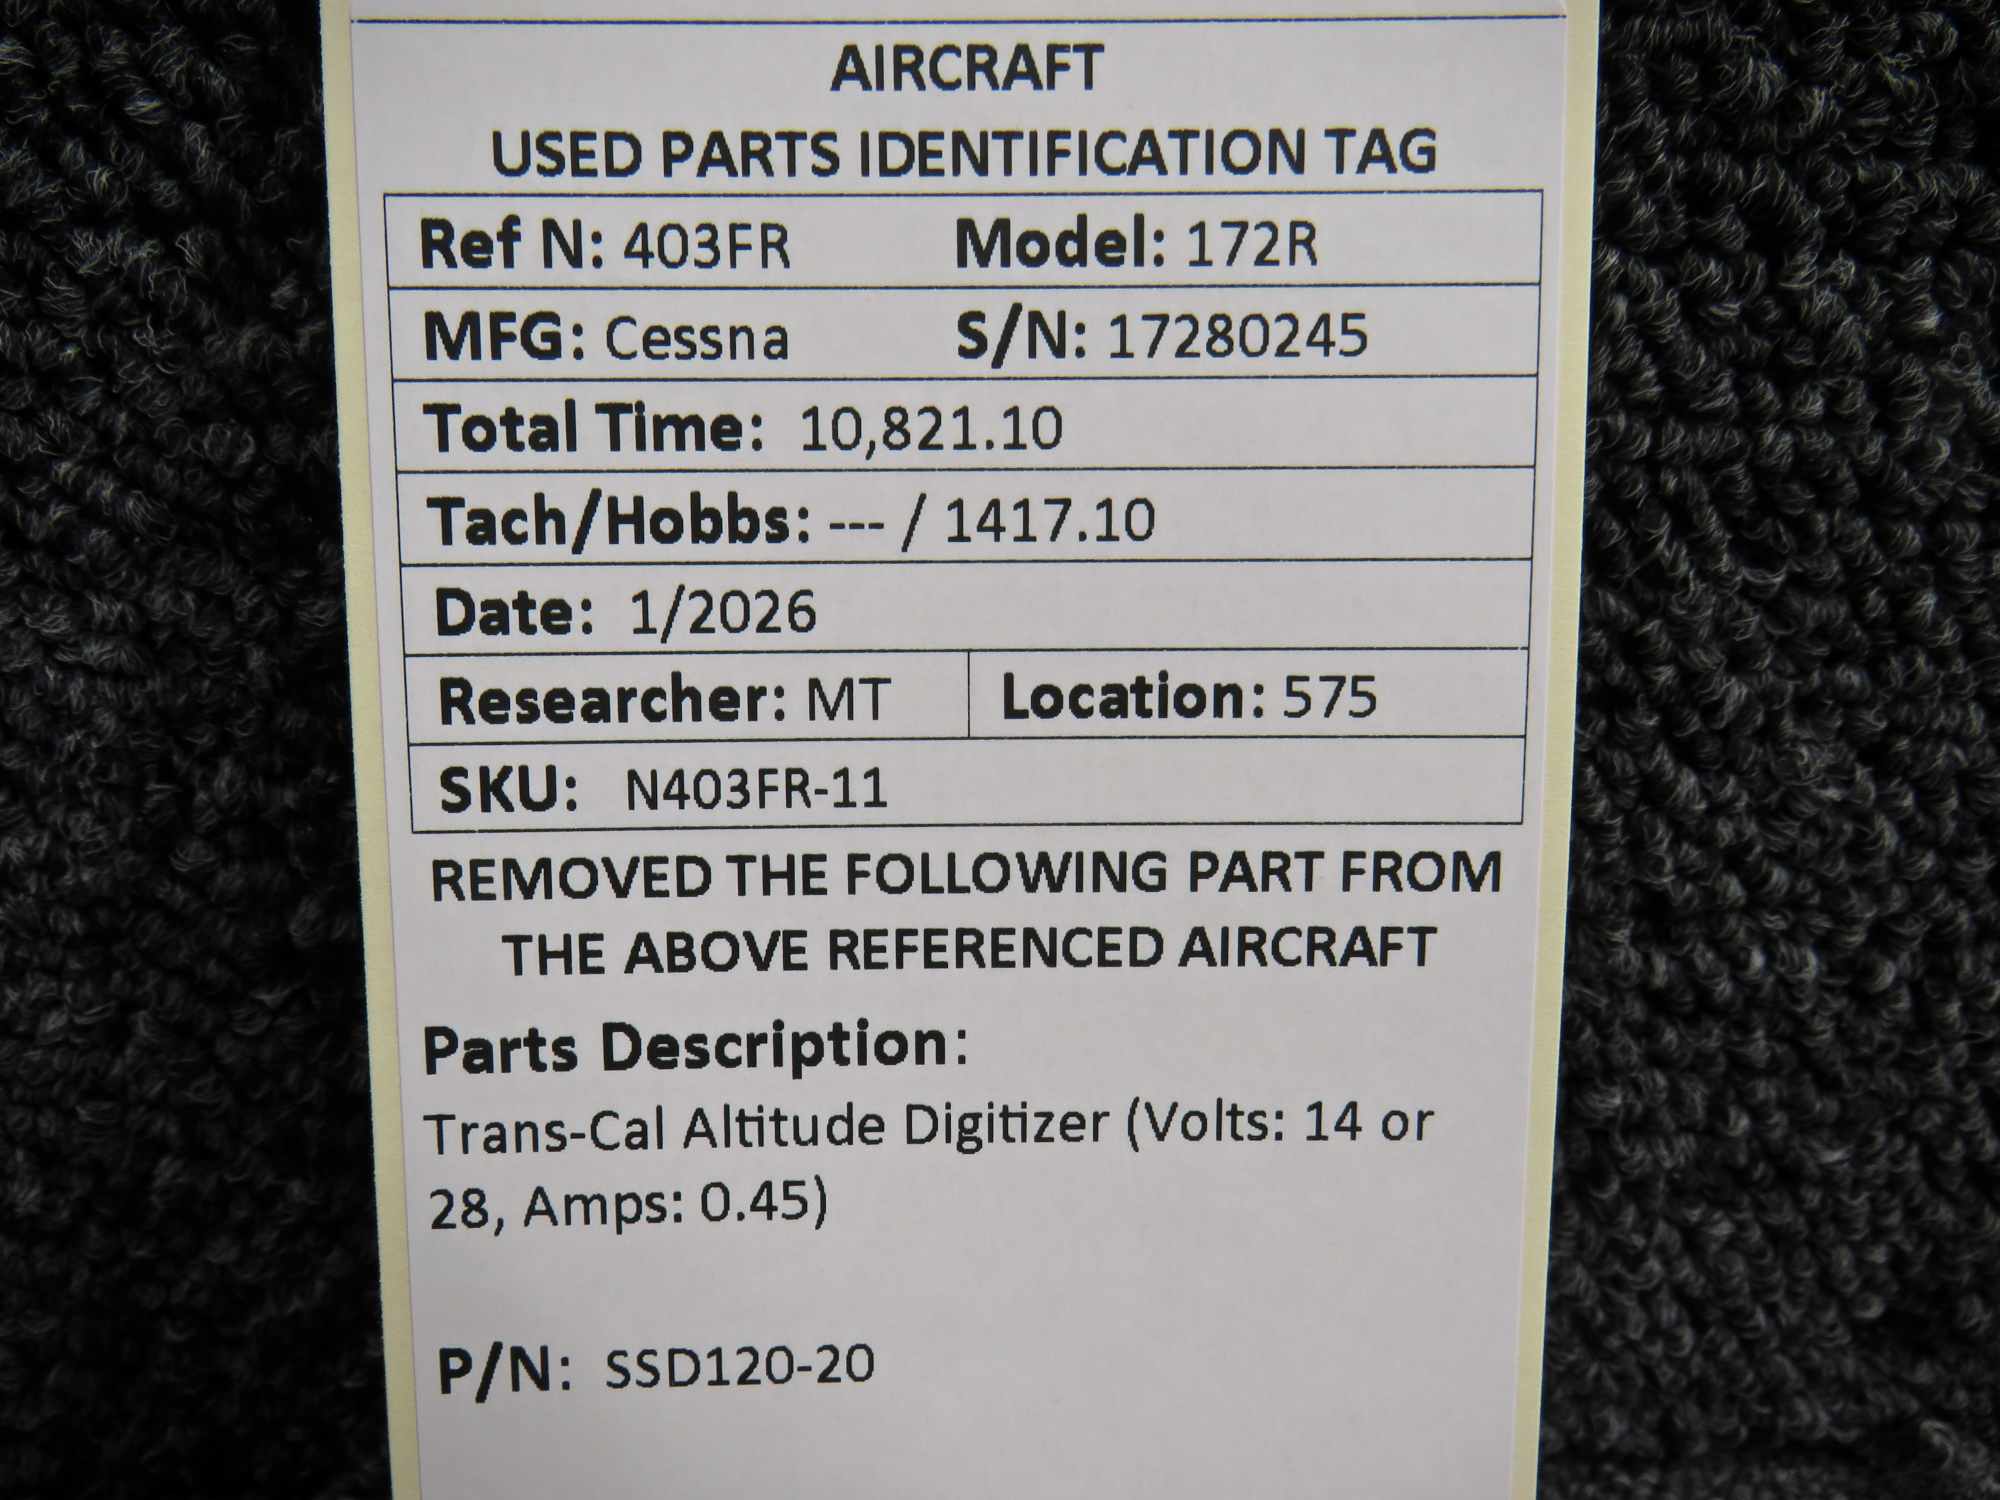 AIRCRAFT
USED PARTS IDENTIFICATION TAG
Ref N: 403FR Model: 172R
MFG: Cessna S/N: 17280245
Total Time: 10,821.10
Tach/Hobbs: --- / 1417.10
Date: 1/2026
Researcher: MT Location: 575
SKU: N403FR-11
REMOVED THE FOLLOWING PART FROM
THE ABOVE REFERENCED AIRCRAFT
Parts Description:
Trans-Cal Altitude Digitizer (Volts: 14 or
28, Amps: 0.45)
P/N: SSD120-20